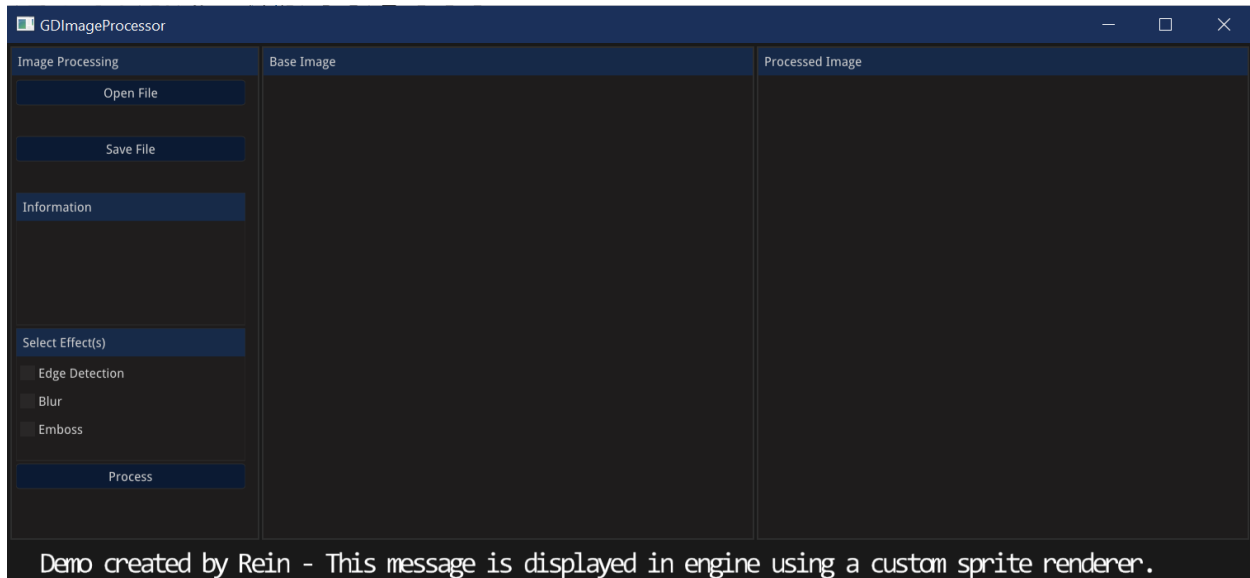 GDImageProcessor
Image Processing
Base Image
Processed Image
Open File
Save File
Information
Select Effect(s)
Edge Detection
Blur
Emboss
Process
Demo created by Rein - This message is displayed in engine using a custom sprite renderer.